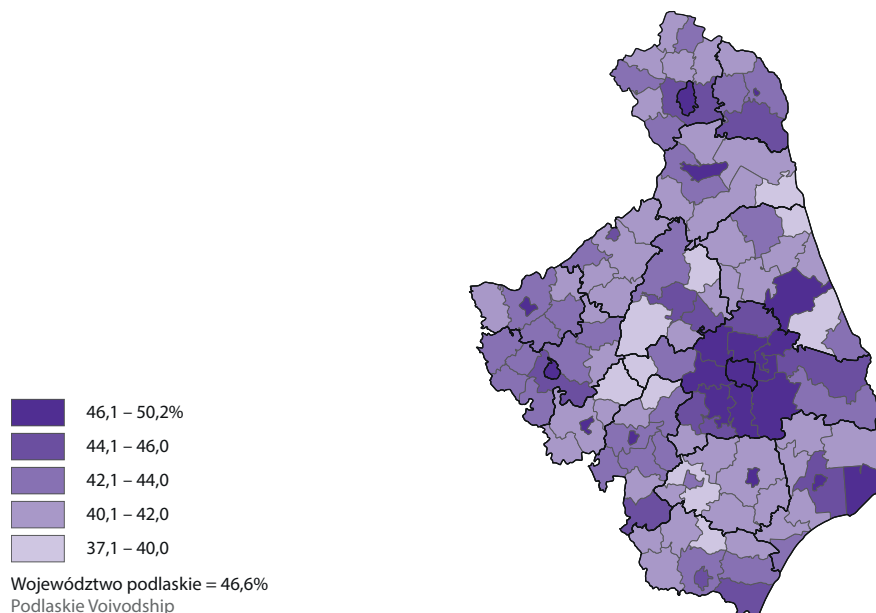 46,1 – 50,2%
44,1 – 46,0
42,1 – 44,0
40,1 – 42,0
37,1 – 40,0
Województwo podlaskie = 46,6%
Podlaskie Voivodship